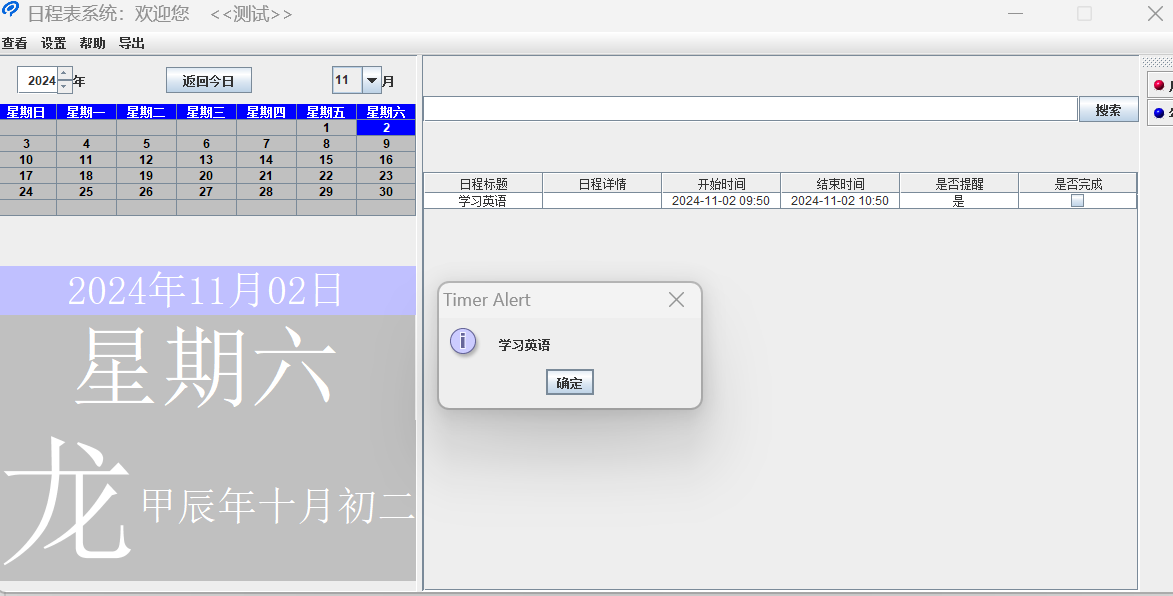 日程表系统：欢迎您 <<测试>>
查看 设置 帮助 导出
2024 年 返回今日 11 月
星期日 星期一 星期二 星期三 星期四 星期五 星期六
1 2
3 4 5 6 7 8 9
10 11 12 13 14 15 16
17 18 19 20 21 22 23
24 25 26 27 28 29 30
2024年11月02日
星期六
龙
甲辰年十月初二
搜索
日程标题 日程详情 开始时间 结束时间 是否提醒 是否完成
学习英语 2024-11-02 09:50 2024-11-02 10:50 是
Timer Alert
学习英语
确定